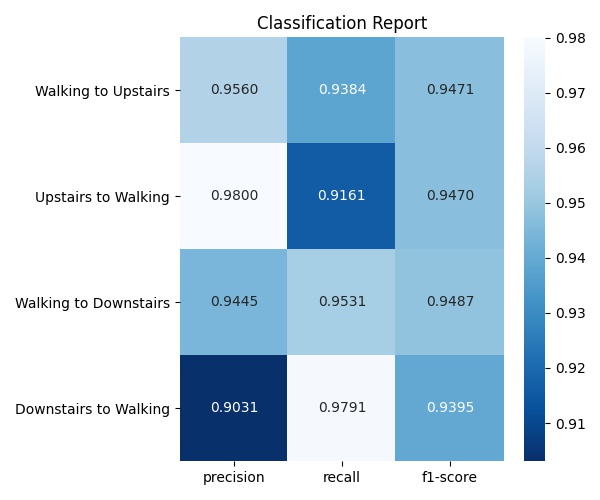 Classification Report
Walking to Upstairs 0.9560 0.9384 0.9471
Upstairs to Walking 0.9800 0.9161 0.9470
Walking to Downstairs 0.9445 0.9531 0.9487
Downstairs to Walking 0.9031 0.9791 0.9395
precision recall f1-score
0.98
0.97
0.96
0.95
0.94
0.93
0.92
0.91